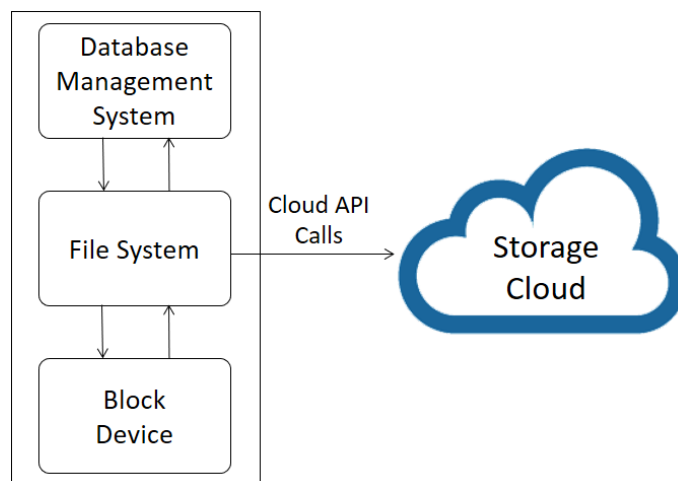 Database
Management
System
File System
Cloud API
Calls
Storage
Cloud
Block
Device